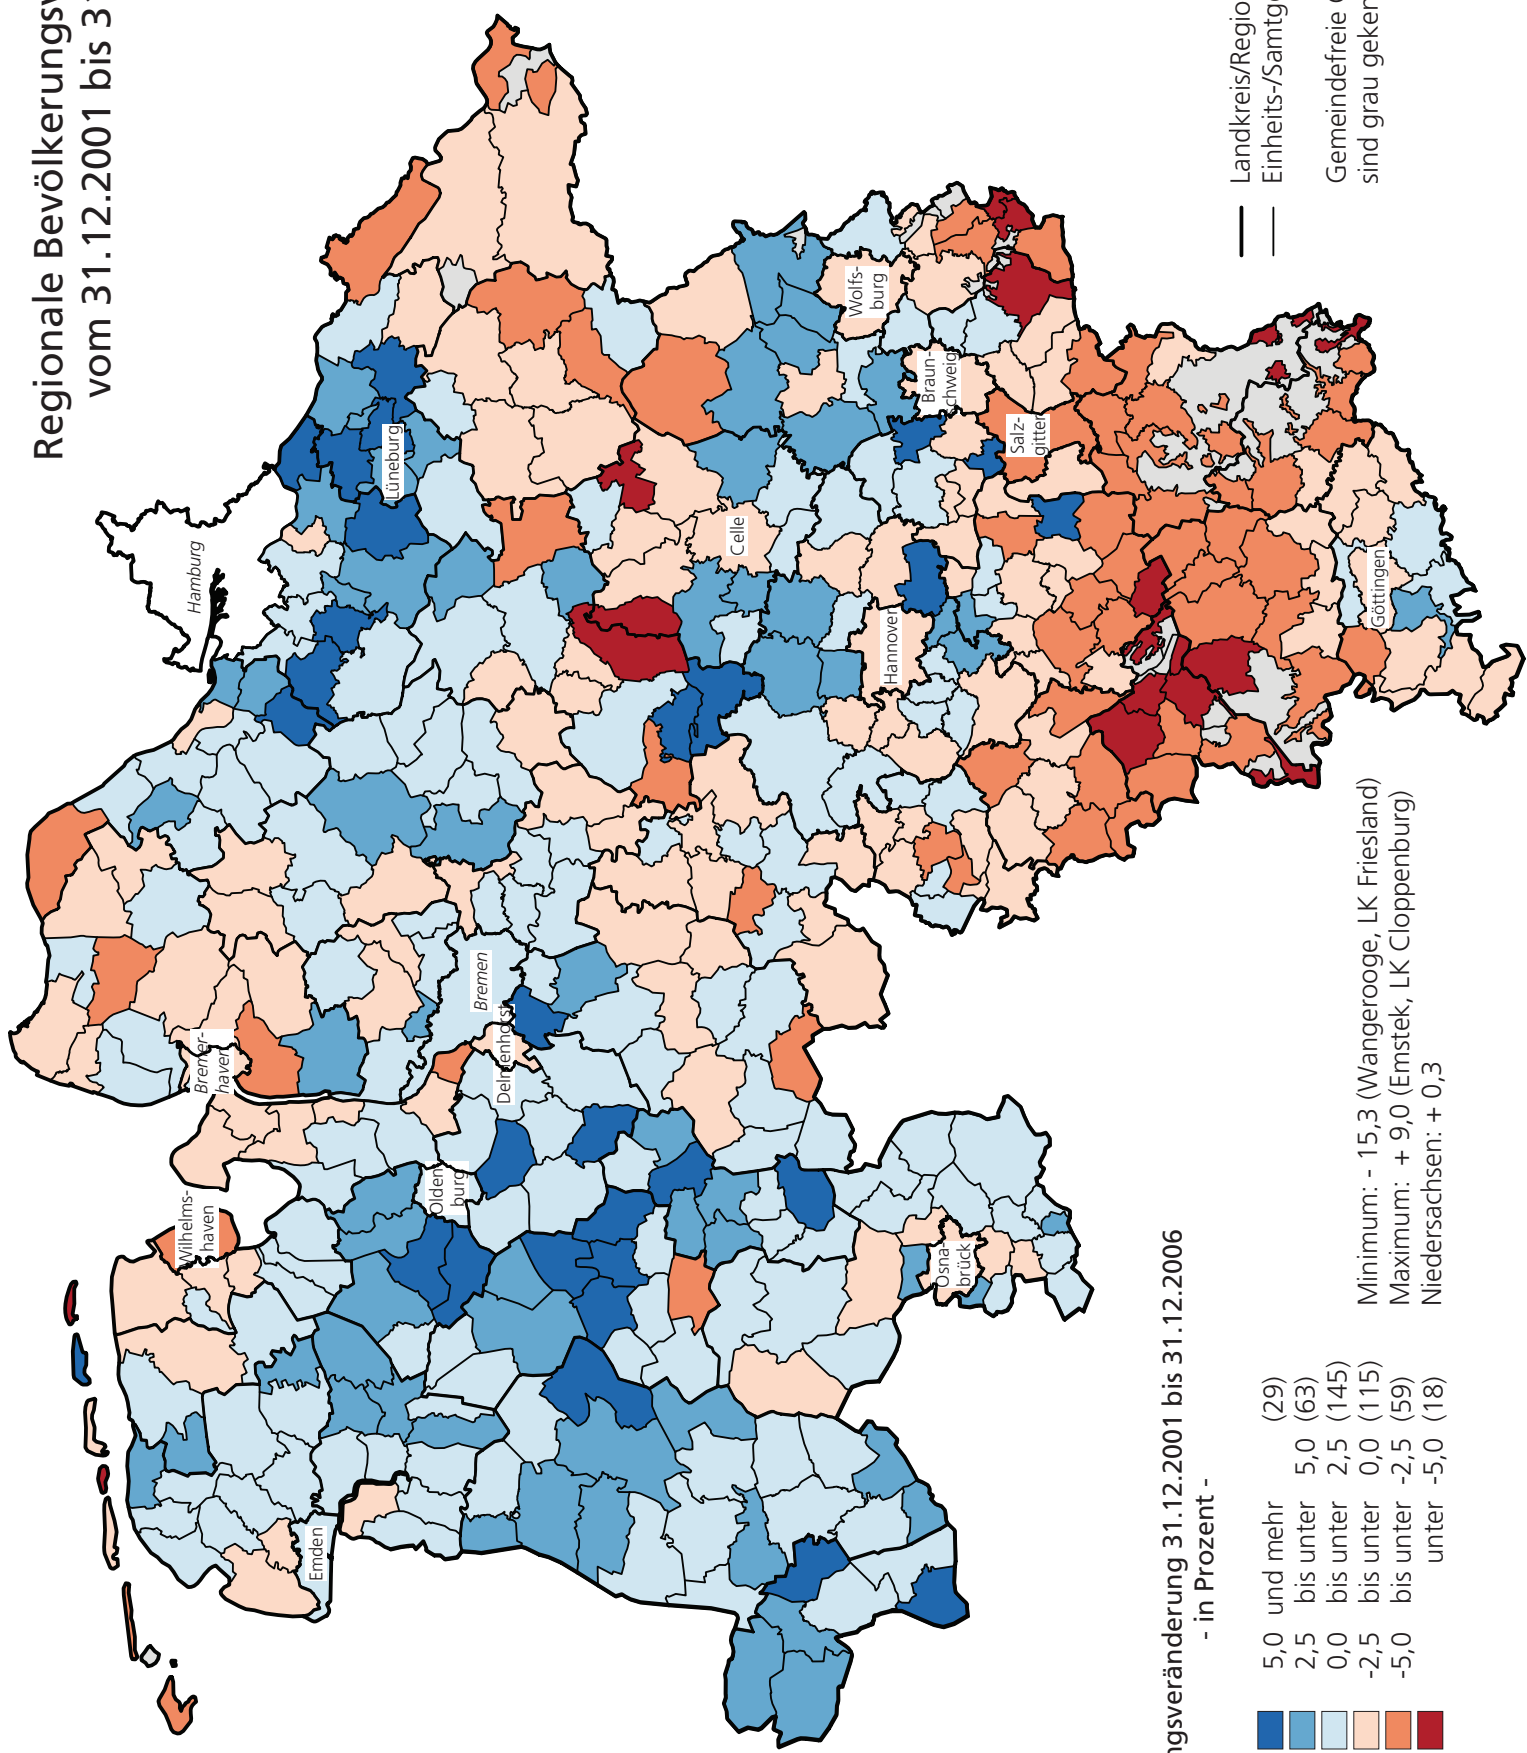 Regionale Bevölkerungsv
vom 31.12.2001 bis 3
Hamburg
Lüneburg
Bremer-
haven
Wilhelms-
haven
Emden
Olden
burg
Delmenhorst
Bremen
Celle
Wolfs-
burg
Braun-
schweig
Hannover
Salz-
gitter
Osna-
brück
Göttingen
Landkreis/Regio
Einheits-/Samtge
Gemeindefreie
sind grau geken
ngsveränderung 31.12.2001 bis 31.12.2006
- in Prozent -
5,0 und mehr (29)
2,5 bis unter 5,0 (63)
0,0 bis unter 2,5 (145)
-2,5 bis unter 0,0 (115)
-5,0 bis unter -2,5 (59)
unter -5,0 (18)
Minimum: - 15,3 (Wangerooge, LK Friesland)
Maximum: + 9,0 (Emstek, LK Cloppenburg)
Niedersachsen: + 0,3